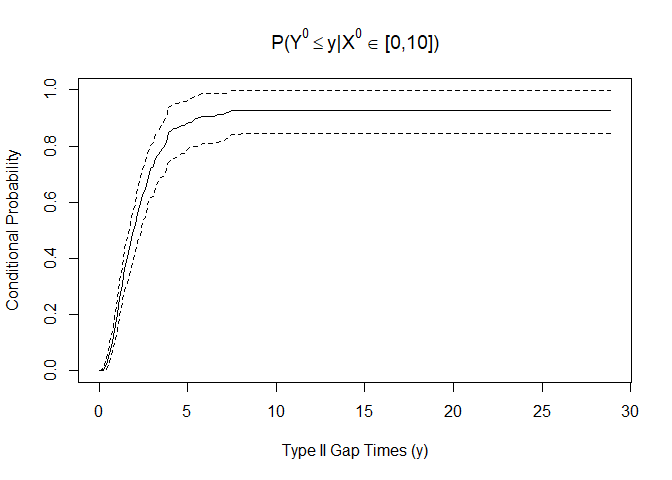 P(Y⁰ ≤ y|X⁰ ∈ [0,10])
Conditional Probability
1.0
0.8
0.6
0.4
0.2
0.0
0 5 10 15 20 25 30
Type II Gap Times (y)